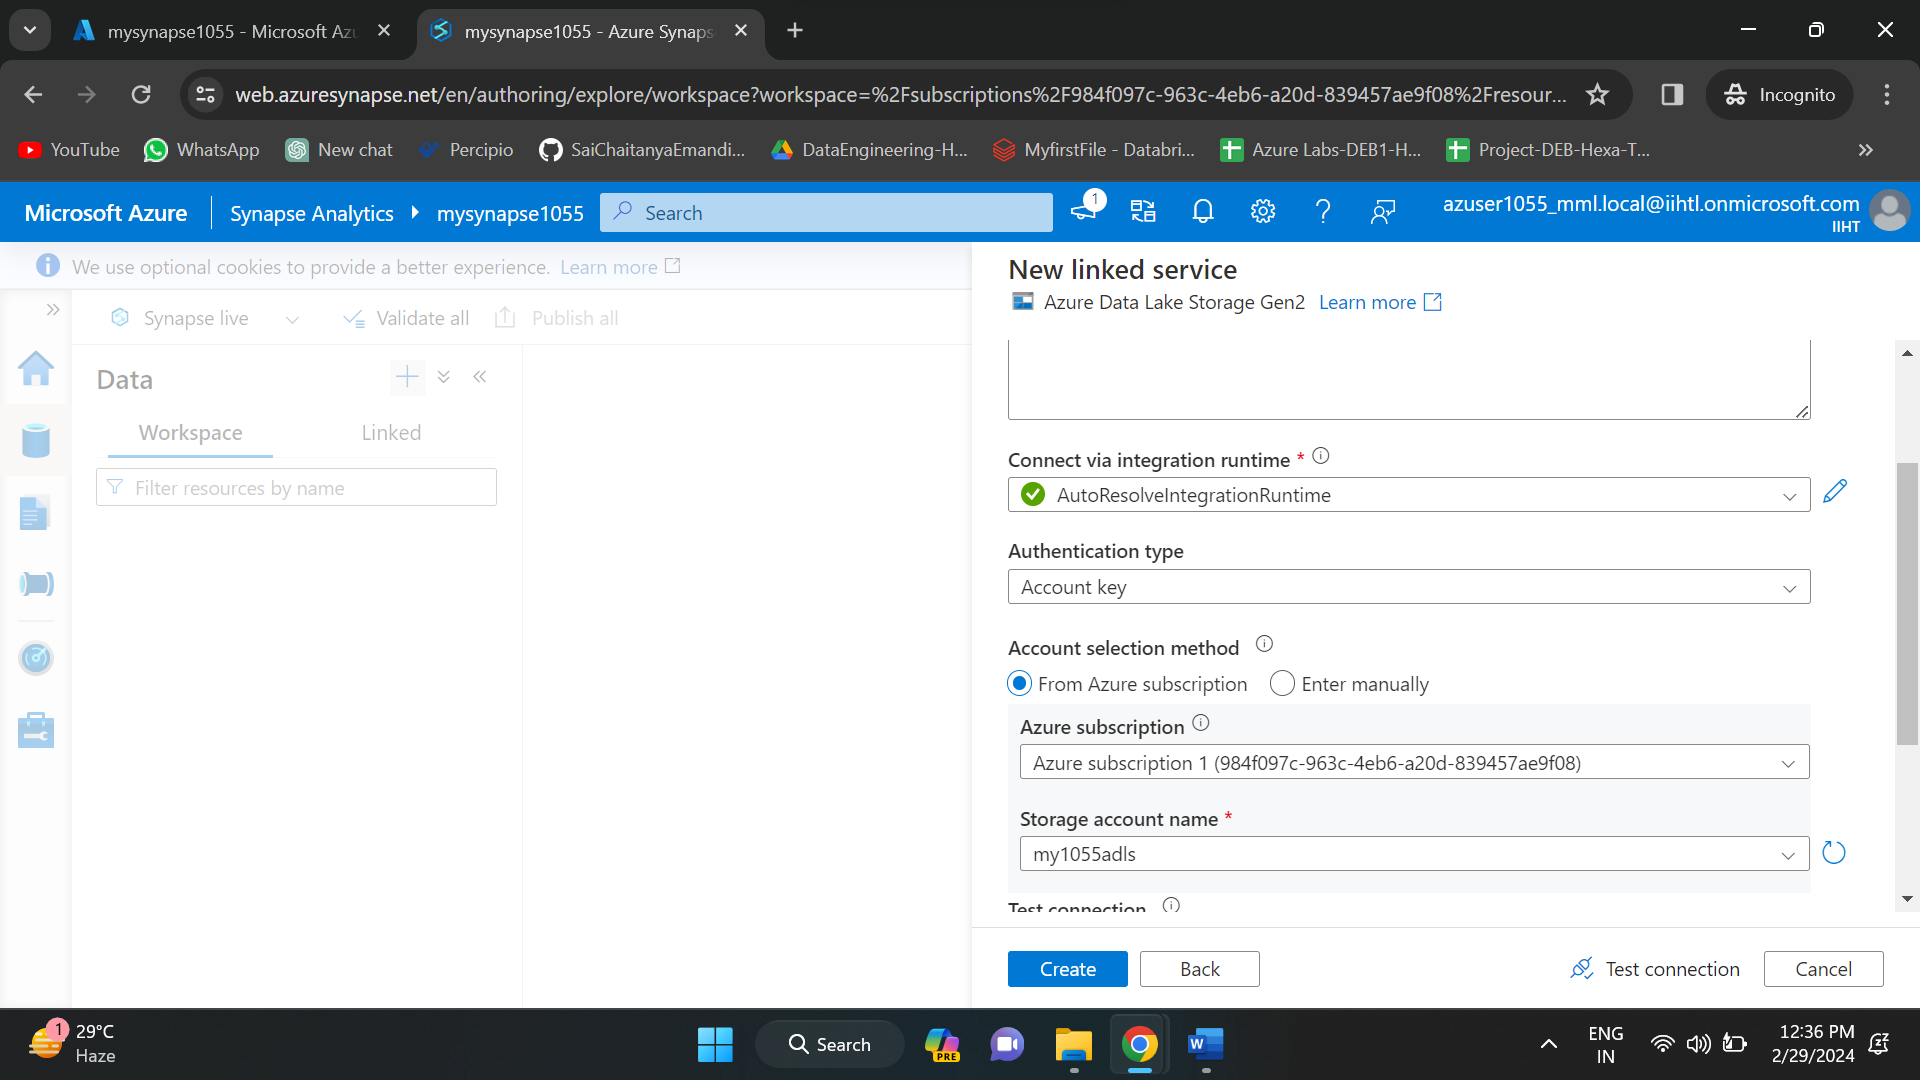 mysynapse1055 - Microsoft Azu
mysynapse1055 - Azure Synaps
web.azuresynapse.net/en/authoring/explore/workspace?workspace=%2Fsubscriptions%2F984f097c-963c-4eb6-a20d-839457ae9f08%2Fresour...
Incognito
YouTube
WhatsApp
New chat
Percipio
SaiChaitanyaEmandi...
DataEngineering-H...
MyfirstFile - Databri...
Azure Labs-DEB1-H...
Project-DEB-Hexa-T...
Microsoft Azure
Synapse Analytics
mysynapse1055
Search
1
azuser1055_mml.local@iihtl.onmicrosoft.com
IIHT
We use optional cookies to provide a better experience. Learn more
Synapse live
Validate all
Publish all
Data
Workspace
Linked
Filter resources by name
New linked service
Azure Data Lake Storage Gen2 Learn more
Connect via integration runtime *
AutoResolveIntegrationRuntime
Authentication type
Account key
Account selection method
From Azure subscription
Enter manually
Azure subscription
Azure subscription 1 (984f097c-963c-4eb6-a20d-839457ae9f08)
Storage account name *
my1055adls
Test connection
Create
Back
Test connection
Cancel
1
29°C
Haze
Search
PRE
W
ENG
IN
12:36 PM
2/29/2024